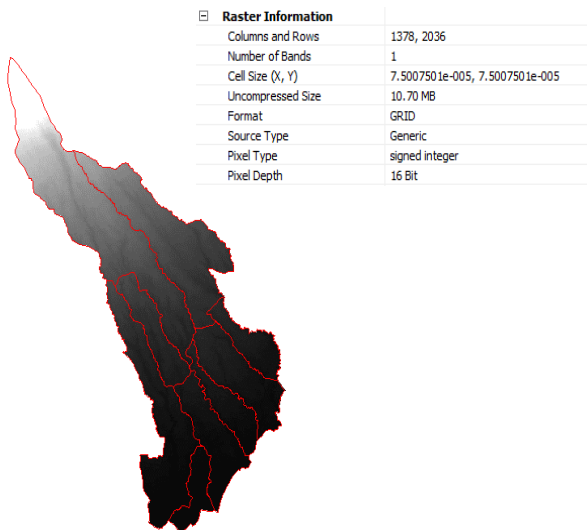 Raster Information
Columns and Rows 1378, 2036
Number of Bands 1
Cell Size (X, Y) 7.5007501e-005, 7.5007501e-005
Uncompressed Size 10.70 MB
Format GRID
Source Type Generic
Pixel Type signed integer
Pixel Depth 16 Bit